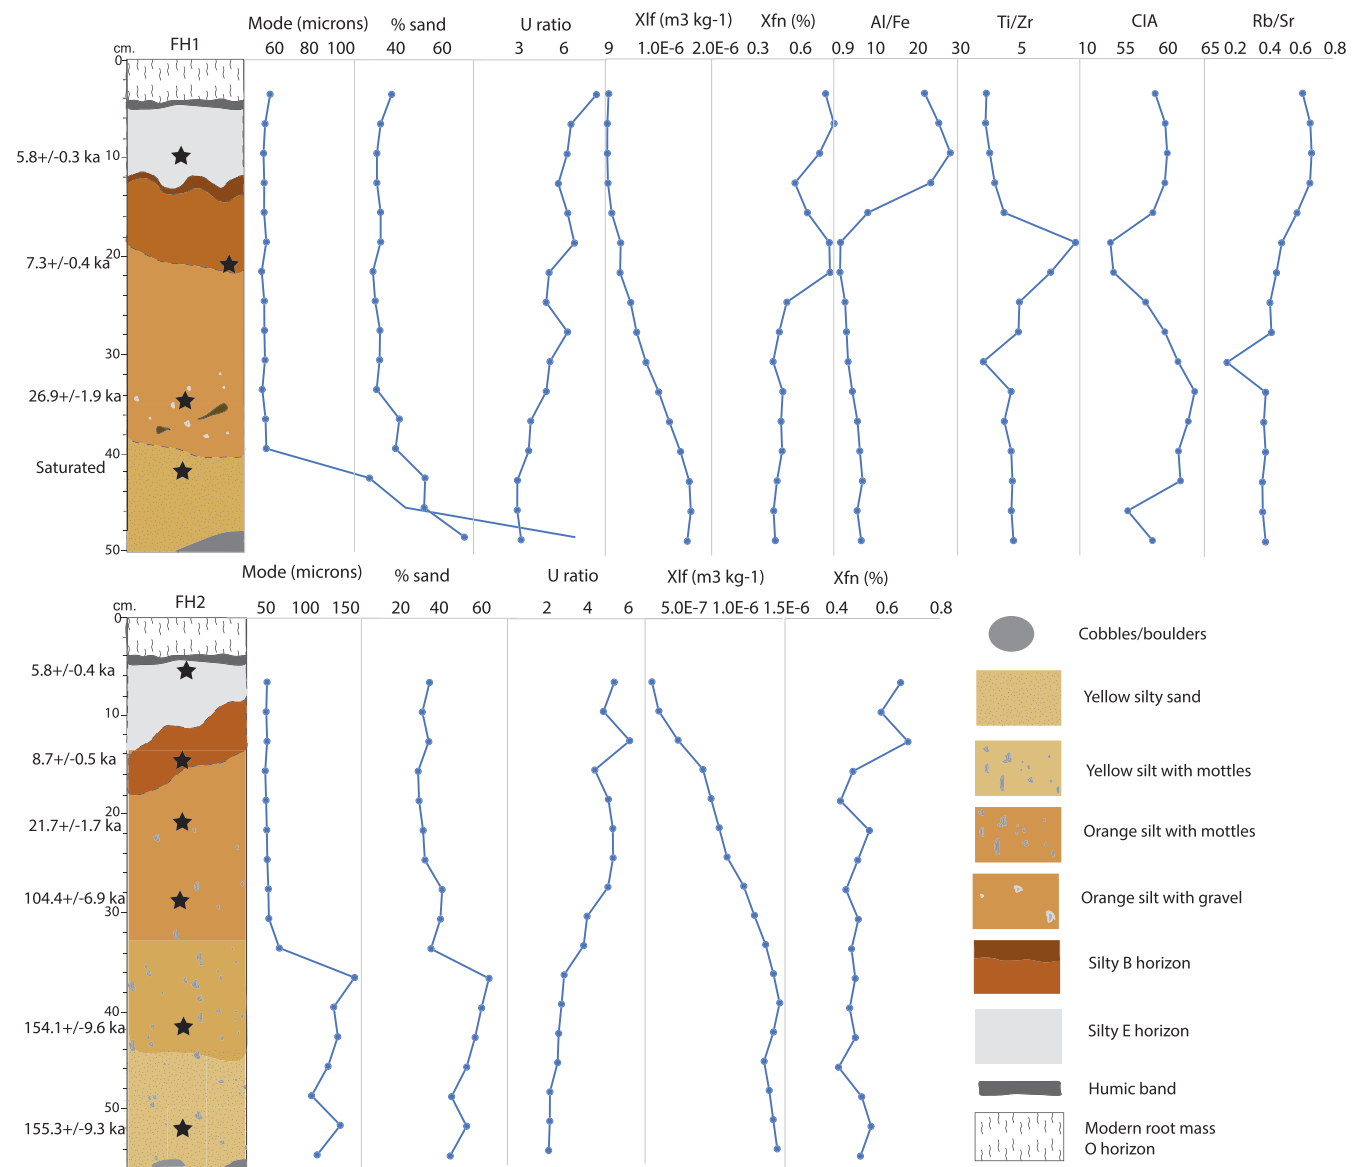 Mode (microns) % sand U ratio Xlf (m3 kg-1) Xfn (%) Al/Fe Ti/Zr CIA Rb/Sr
cm. FH1 60 80 100 40 60 3 6 9 1.0E-6 2.0E-6 0.3 0.6 0.9 10 20 30 5 10 55 60 65 0.2 0.4 0.6 0.8
0
5.8+/-0.3 ka 10
20
7.3+/-0.4 ka
30
26.9+/-1.9 ka
40
Saturated
50
Mode (microns) % sand U ratio Xlf (m3 kg-1) Xfn (%)
cm. FH2 50 100 150 20 40 60 2 4 6 5.0E-7 1.0E-6 1.5E-6 0.4 0.6 0.8
0
5.8+/-0.4 ka
10
8.7+/-0.5 ka
20
21.7+/-1.7 ka
104.4+/-6.9 ka
30
40
154.1+/-9.6 ka
50
155.3+/-9.3 ka
Cobbles/boulders
Yellow silty sand
Yellow silt with mottles
Orange silt with mottles
Orange silt with gravel
Silty B horizon
Silty E horizon
Humic band
Modern root mass
O horizon